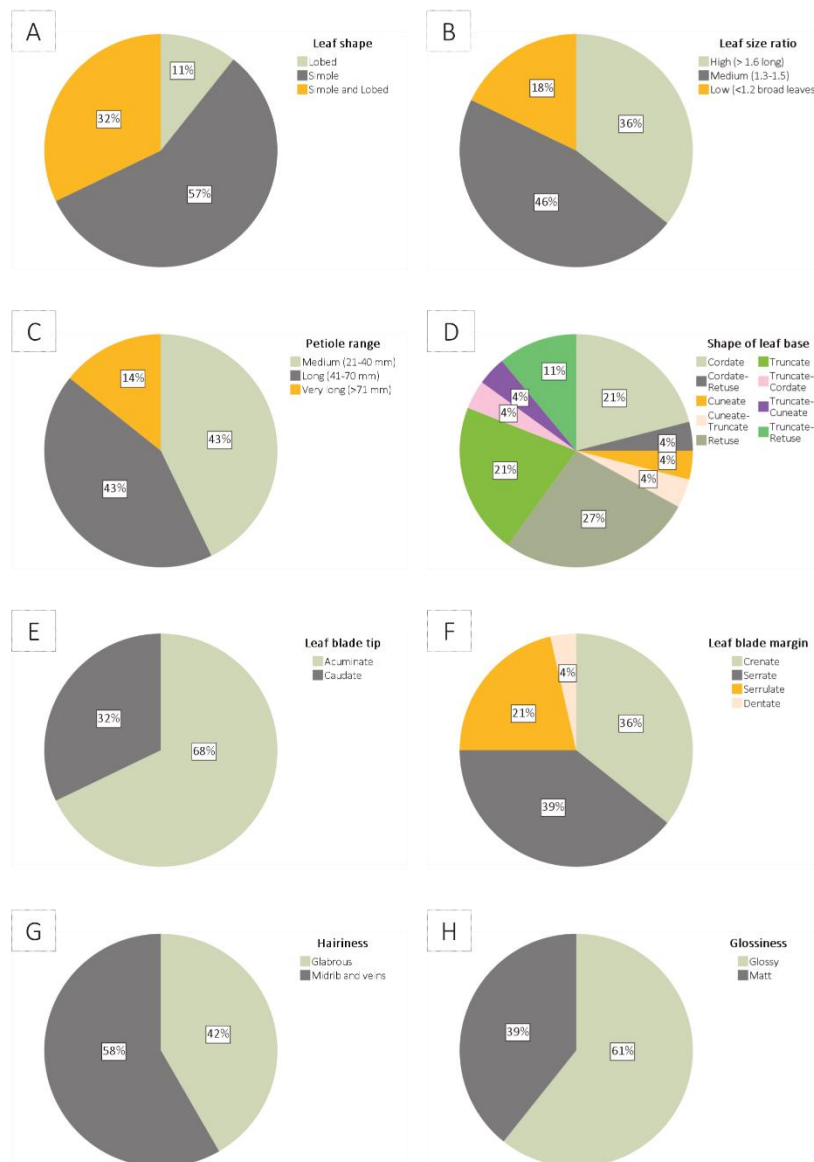 A
Leaf shape
Lobed
Simple
Simple and Lobed
11%
32%
57%
B
Leaf size ratio
High (> 1.6 long)
Medium (1.3-1.5)
Low (<1.2 broad leaves
18%
36%
46%
C
Petiole range
Medium (21-40 mm)
Long (41-70 mm)
Very long (>71 mm)
14%
43%
43%
D
Shape of leaf base
Cordate
Cordate-
Retuse
Cuneate
Cuneate-
Truncate
Retuse
Truncate
Truncate-
Cordate
Truncate-
Cuneate
Truncate-
Retuse
11%
21%
4%
4%
4%
4%
4%
21%
27%
E
Leaf blade tip
Acuminate
Caudate
32%
68%
F
Leaf blade margin
Crenate
Serrate
Serrulate
Dentate
4%
21%
36%
39%
G
Hairiness
Glabrous
Midrib and veins
42%
58%
H
Glossiness
Glossy
Matt
39%
61%